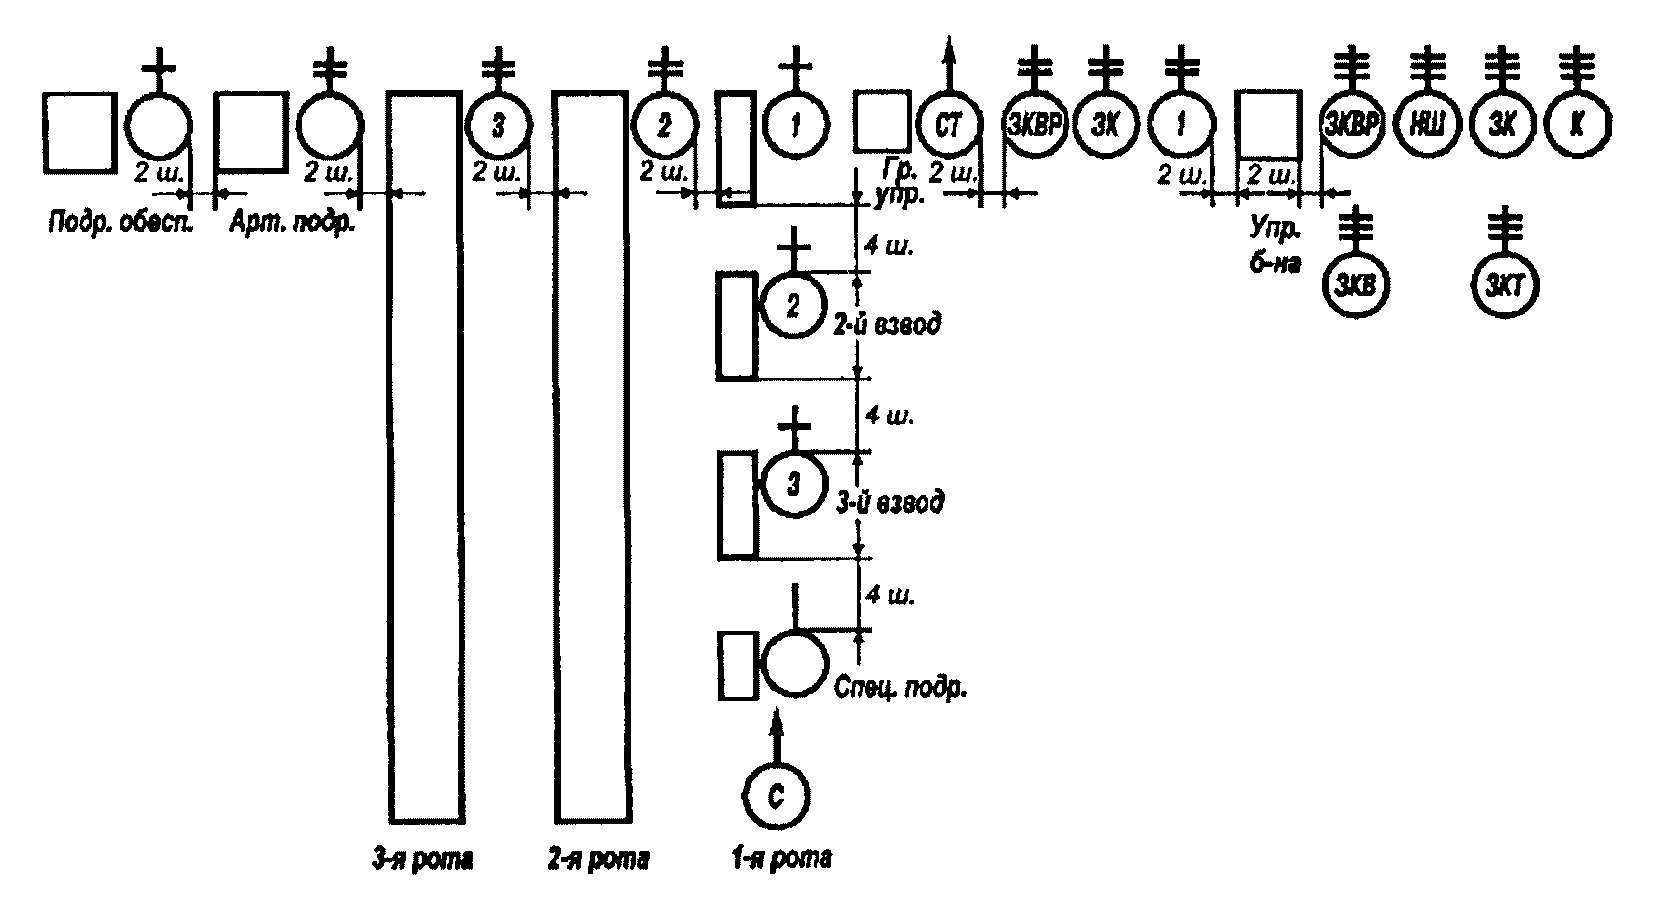 3 2 1 СТ ЗКВР ЗК 1 ЗКВР НШ ЗК К
2 ш. 2 ш. 2 ш. 2 ш. Гр. упр. 2 ш. 2 ш. 2 ш.
Подр. обесп. Арт. подр. Упр. б-на
4 ш.
ЗКВ ЗКТ
2
2-й взвод
4 ш.
3
3-й взвод
4 ш.
Спец. подр.
С
3-я рота 2-я рота 1-я рота